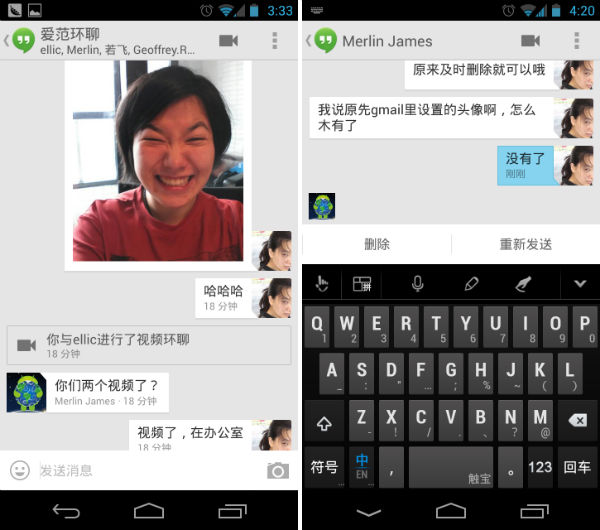 3:33
爱范环聊
ellic, Merlin, 若飞, Geoffrey.R...
哈哈哈
18 分钟
你与ellic进行了视频环聊
18 分钟
你们两个视频了？
Merlin James · 18 分钟
视频了，在办公室
18 分钟
发送消息
4:20
Merlin James
原来及时删除就可以哦
我说原先gmail里设置的头像啊，怎么
木有了
没有了
刚刚
删除
重新发送
拼
Q W E R T Y U I O P
1 2 3 4 5 6 7 8 9 0
A S D F G H J K L
_ : " ... ; % ~ ( )
Z X C V B N M
- ! / 、 ? @
符号 中 EN ， 触宝 。 123 回车